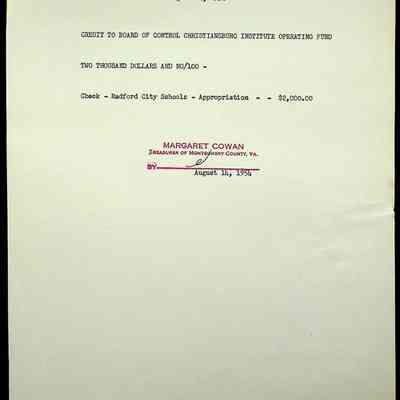 CREDIT TO BOARD OF CONTROL CHRISTIANSBURG INSTITUTE OPERATING FUND
TWO THOUSAND DOLLARS AND NO/100 -
Check - Radford City Schools - Appropriation - - $2,000.00
MARGARET COWAN
TREASURER OF MONTGOMERY COUNTY, VA.
BY
August 14, 1954